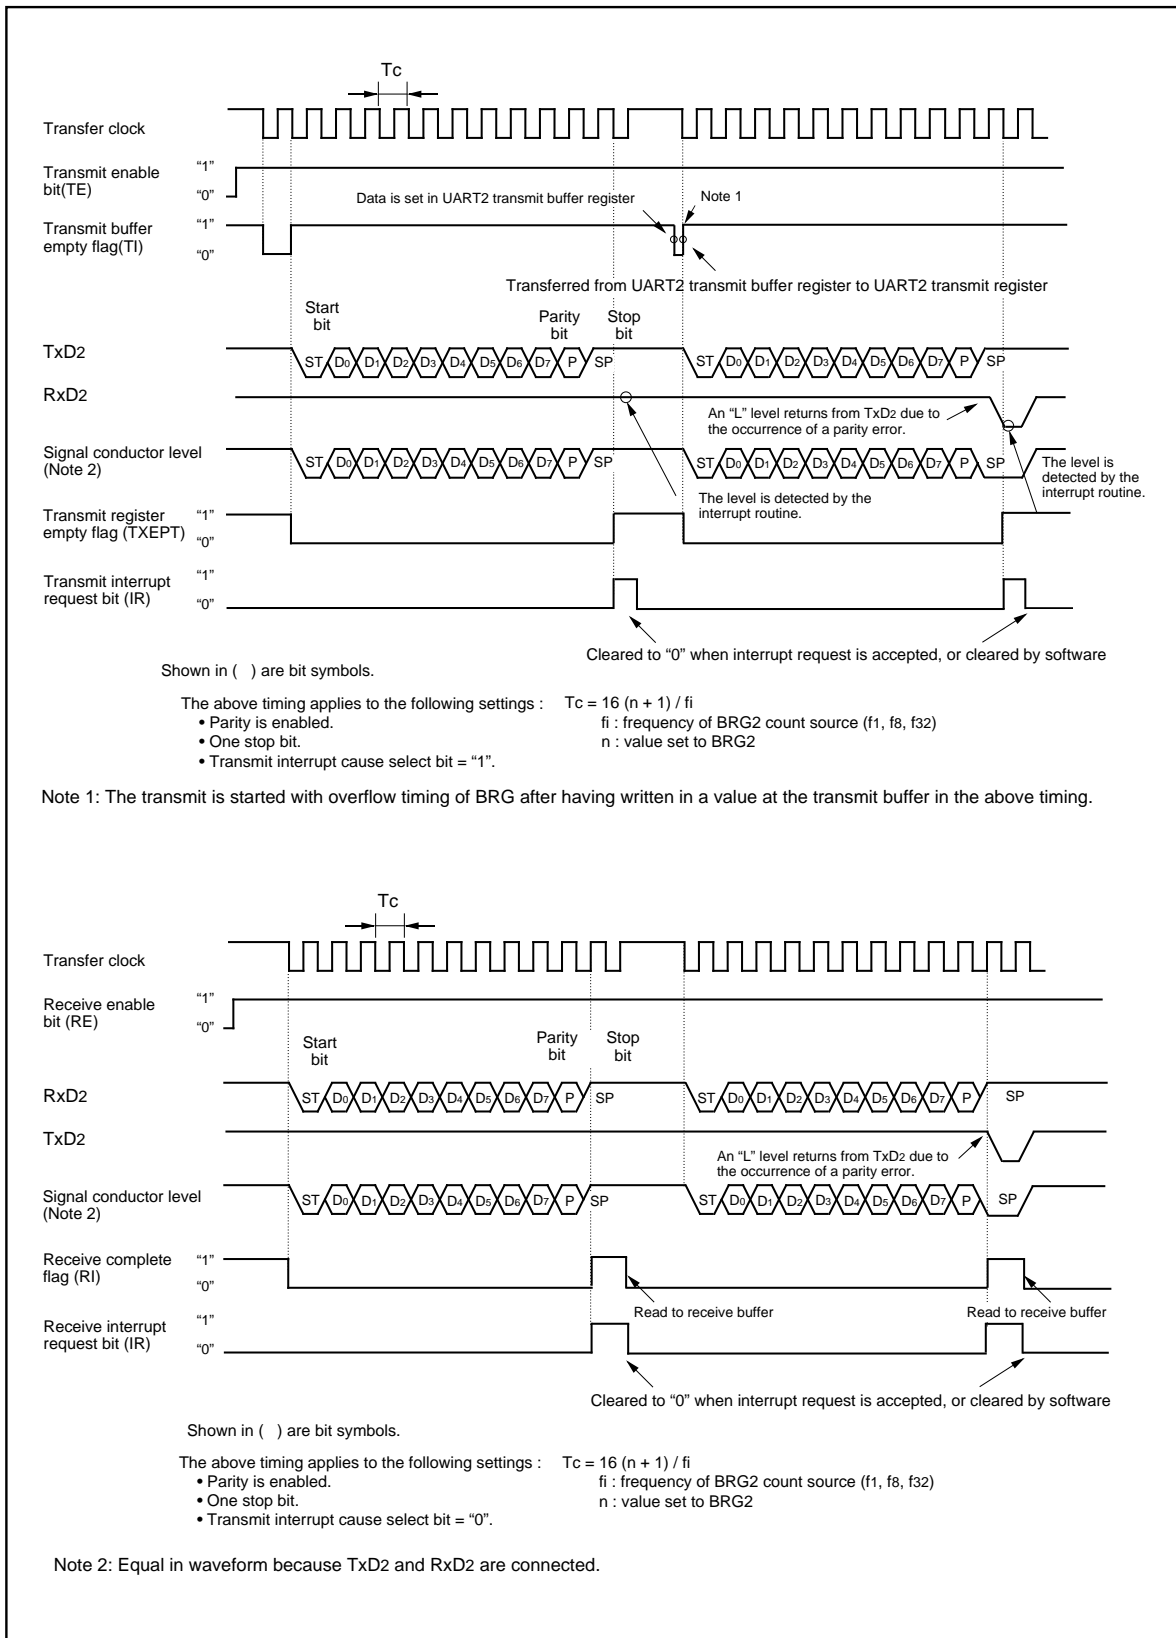 Tc
Transfer clock
Transmit enable
bit(TE)
“1”
“0”
Data is set in UART2 transmit buffer register
Note 1
Transmit buffer
empty flag(TI)
“1”
“0”
Transferred from UART2 transmit buffer register to UART2 transmit register
Start
bit
Parity
bit
Stop
bit
TxD2
ST D0 D1 D2 D3 D4 D5 D6 D7 P SP
ST D0 D1 D2 D3 D4 D5 D6 D7 P SP
RxD2
An “L” level returns from TxD2 due to
the occurrence of a parity error.
Signal conductor level
(Note 2)
ST D0 D1 D2 D3 D4 D5 D6 D7 P SP
ST D0 D1 D2 D3 D4 D5 D6 D7 P SP
The level is
detected by the
interrupt routine.
The level is detected by the
interrupt routine.
Transmit register
empty flag (TXEPT)
“1”
“0”
Transmit interrupt
request bit (IR)
“1”
“0”
Cleared to “0” when interrupt request is accepted, or cleared by software
Shown in ( ) are bit symbols.
The above timing applies to the following settings :
• Parity is enabled.
• One stop bit.
• Transmit interrupt cause select bit = “1”.
Tc = 16 (n + 1) / fi
fi : frequency of BRG2 count source (f1, f8, f32)
n : value set to BRG2
Note 1: The transmit is started with overflow timing of BRG after having written in a value at the transmit buffer in the above timing.
Tc
Transfer clock
Receive enable
bit (RE)
“1”
“0”
Start
bit
Parity
bit
Stop
bit
RxD2
ST D0 D1 D2 D3 D4 D5 D6 D7 P SP
ST D0 D1 D2 D3 D4 D5 D6 D7 P SP
TxD2
An “L” level returns from TxD2 due to
the occurrence of a parity error.
Signal conductor level
(Note 2)
ST D0 D1 D2 D3 D4 D5 D6 D7 P SP
ST D0 D1 D2 D3 D4 D5 D6 D7 P SP
Receive complete
flag (RI)
“1”
“0”
Read to receive buffer
Read to receive buffer
Receive interrupt
request bit (IR)
“1”
“0”
Cleared to “0” when interrupt request is accepted, or cleared by software
Shown in ( ) are bit symbols.
The above timing applies to the following settings :
• Parity is enabled.
• One stop bit.
• Transmit interrupt cause select bit = “0”.
Tc = 16 (n + 1) / fi
fi : frequency of BRG2 count source (f1, f8, f32)
n : value set to BRG2
Note 2: Equal in waveform because TxD2 and RxD2 are connected.